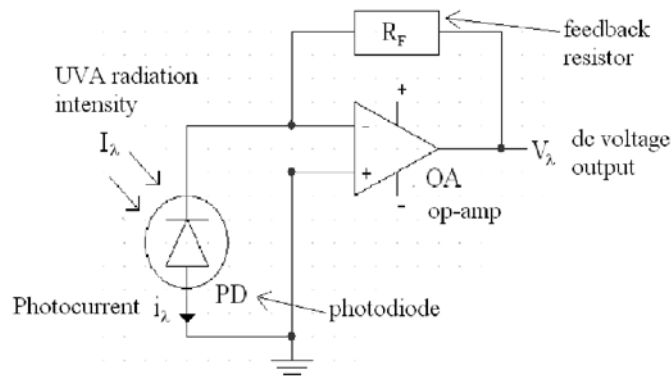 feedback
resistor
R_F
UVA radiation
intensity
I_λ
+
-
+
-
OA
op-amp
V_λ
dc voltage
output
PD
photodiode
Photocurrent i_λ